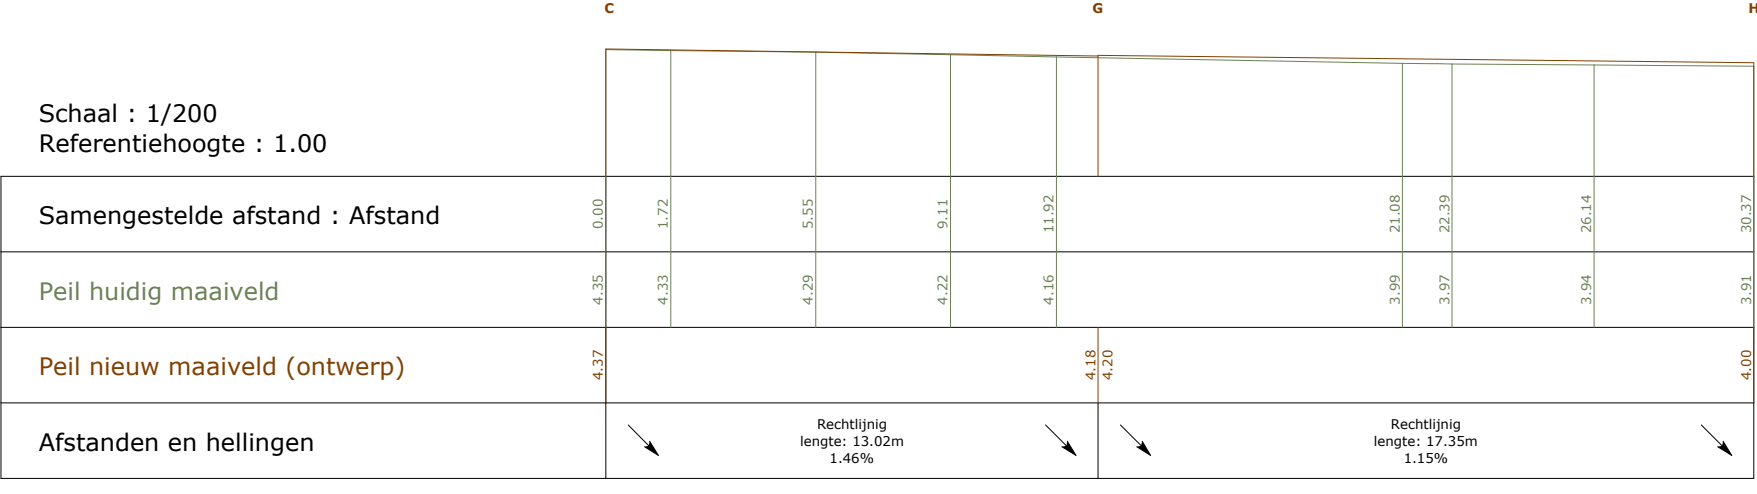 C G H
Schaal : 1/200
Referentiehoogte : 1.00
Samengestelde afstand : Afstand 0.00 1.72 5.55 9.11 11.92 21.08 22.39 26.14 30.37
Peil huidig maaiveld 4.35 4.33 4.29 4.22 4.16 3.99 3.97 3.94 3.91
Peil nieuw maaiveld (ontwerp) 4.37 4.18 4.20 4.00
Afstanden en hellingen
Rechtlijnig
lengte: 13.02m
1.46%
Rechtlijnig
lengte: 17.35m
1.15%